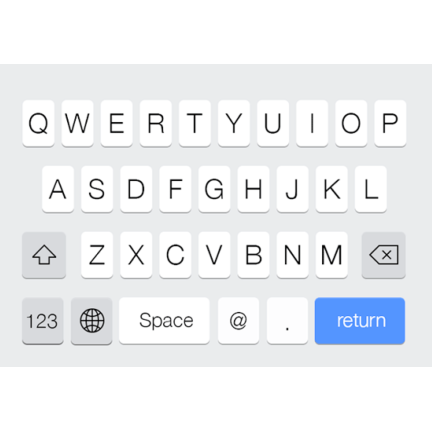 Q W E R T Y U I O P
A S D F G H J K L
Z X C V B N M
123 Space @ . return